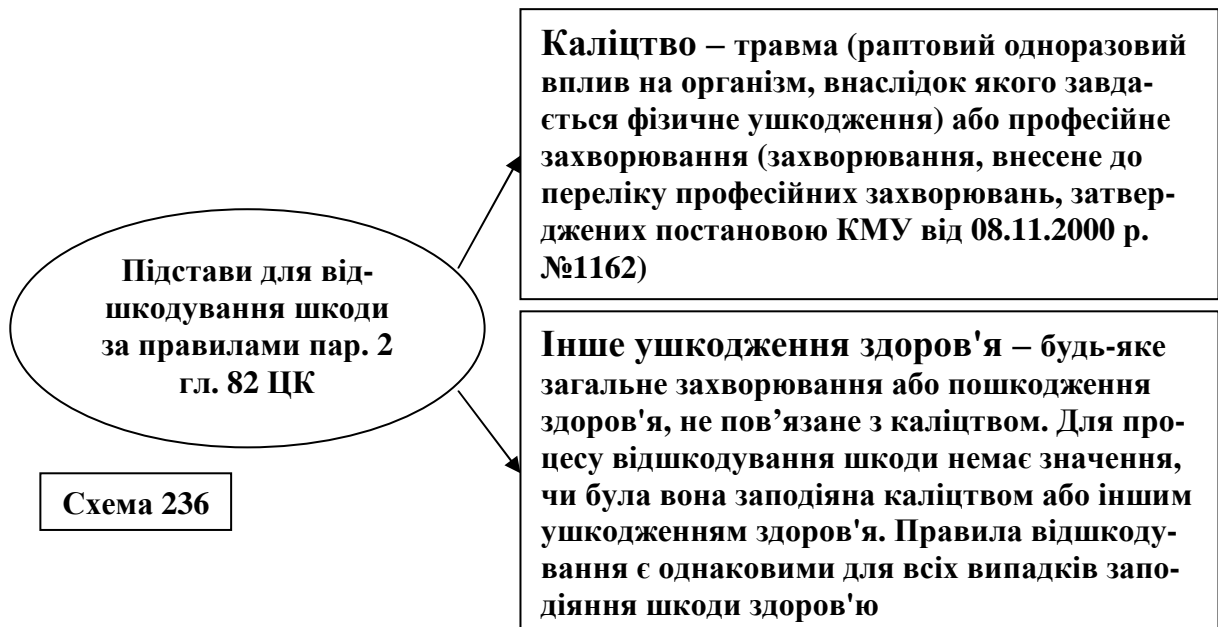 Каліцтво – травма (раптовий одноразовий
вплив на організм, внаслідок якого завда-
ється фізичне ушкодження) або професійне
захворювання (захворювання, внесене до
переліку професійних захворювань, затвер-
джених постановою КМУ від 08.11.2000 р.
№1162)
Підстави для від-
шкодування шкоди
за правилами пар. 2
гл. 82 ЦК
Інше ушкодження здоров'я – будь-яке
загальне захворювання або пошкодження
здоров'я, не пов’язане з каліцтвом. Для про-
цесу відшкодування шкоди немає значення,
чи була вона заподіяна каліцтвом або іншим
ушкодженням здоров'я. Правила відшкоду-
вання є однаковими для всіх випадків запо-
діяння шкоди здоров'ю
Схема 236